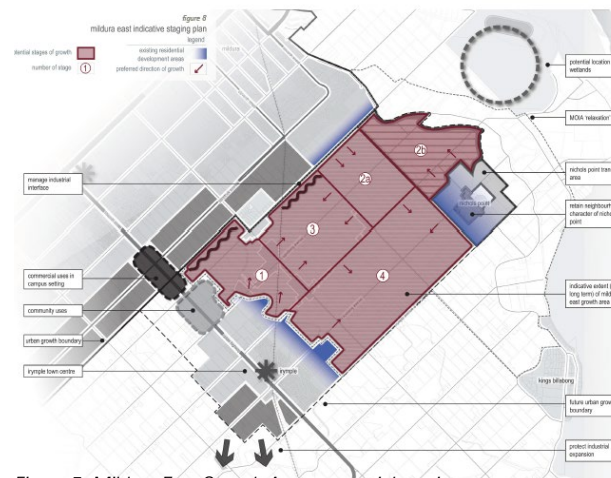 figure 8
mildura east indicative staging plan
legend
ential stages of growth
number of stage
1
existing residential
development areas
preferred direction of growth
mildura
potential location
wetlands
MOIA 'relaxation'
nichols point tran
area
retain neighbourh
character of nicho
point
indicative extent (
long term) of mild
east growth area
kings billabong
future urban grow
boundary
protect industrial
expansion
manage industrial
interface
commercial uses in
campus setting
community uses
urban growth boundary
irymple town centre
2a
2b
nichols point
3
1
4
irymple